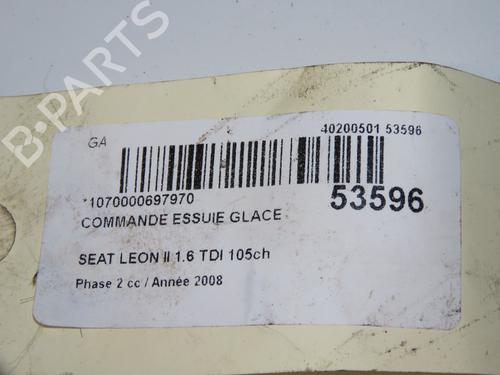 B-PARTS
GA
40200501 53596
*1070000697970
53596
COMMANDE ESSUIE GLACE
SEAT LEON II 1.6 TDI 105ch
Phase 2 cc / Année 2008